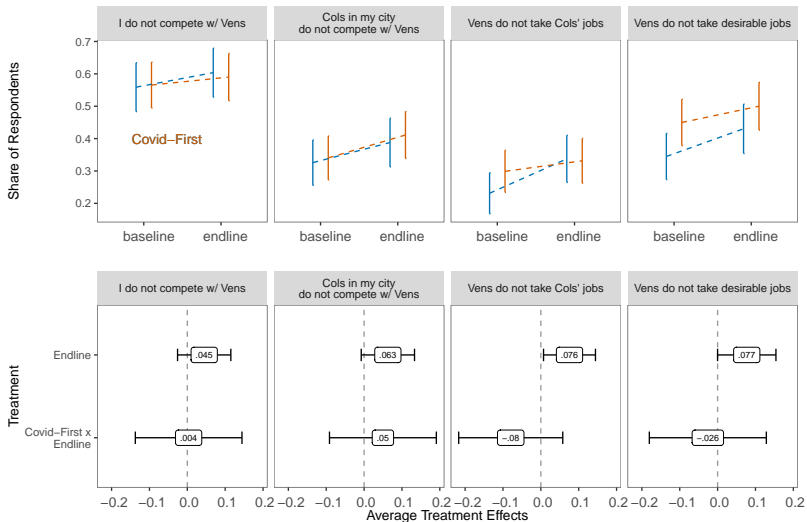 I do not compete w/ Vens
Cols in my city
do not compete w/ Vens
Vens do not take Cols' jobs
Vens do not take desirable jobs
Share of Respondents
0.7
0.6
0.5
0.4
0.3
0.2
Covid−First
baseline endline
baseline endline
baseline endline
baseline endline
I do not compete w/ Vens
Cols in my city
do not compete w/ Vens
Vens do not take Cols' jobs
Vens do not take desirable jobs
Treatment
Endline
.045
.063
.076
.077
Covid−First x
Endline
.004
.05
−.08
−.026
−0.2 −0.1 0.0 0.1 0.2
−0.2 −0.1 0.0 0.1 0.2
−0.2 −0.1 0.0 0.1 0.2
−0.2 −0.1 0.0 0.1 0.2
Average Treatment Effects